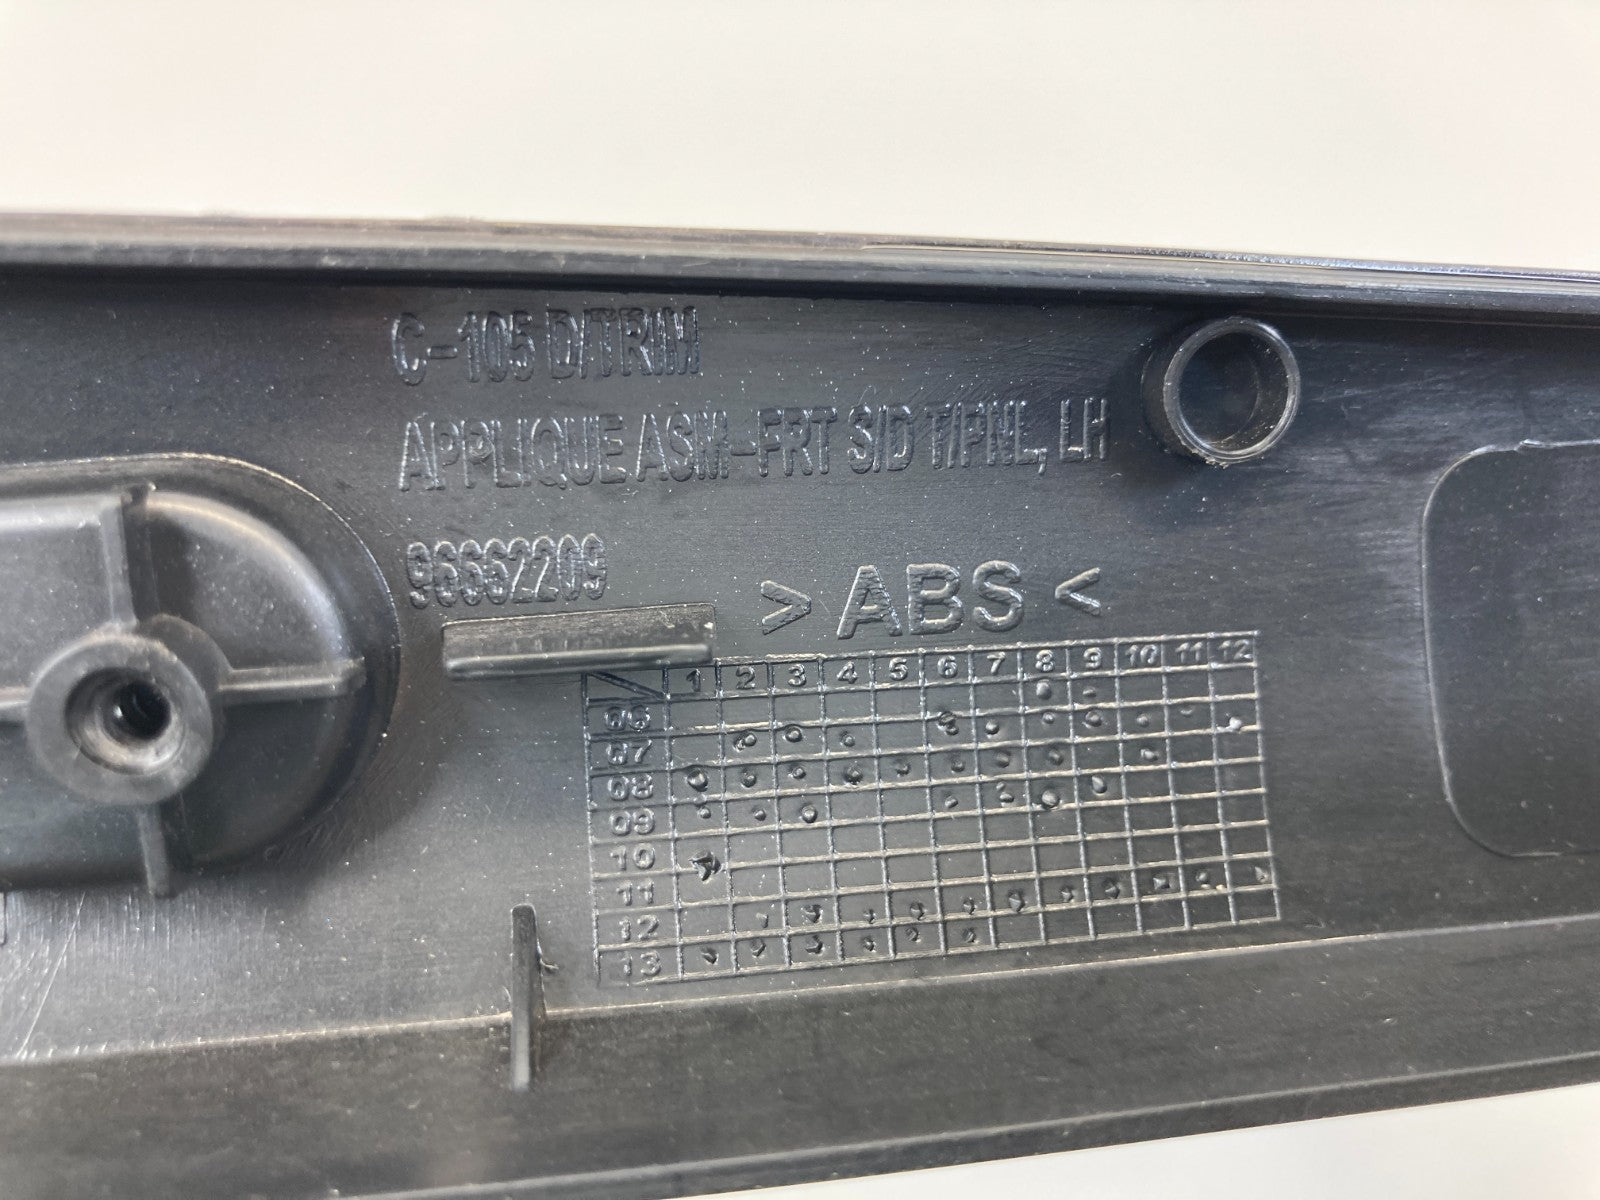 C-105 D/TRIM
APPLIQUE ASM-FRT S/D T/PNL, LH
96662209
> ABS <
1 2 3 4 5 6 7 8 9 10 11 12
06
07
08
09
10
11
12
13